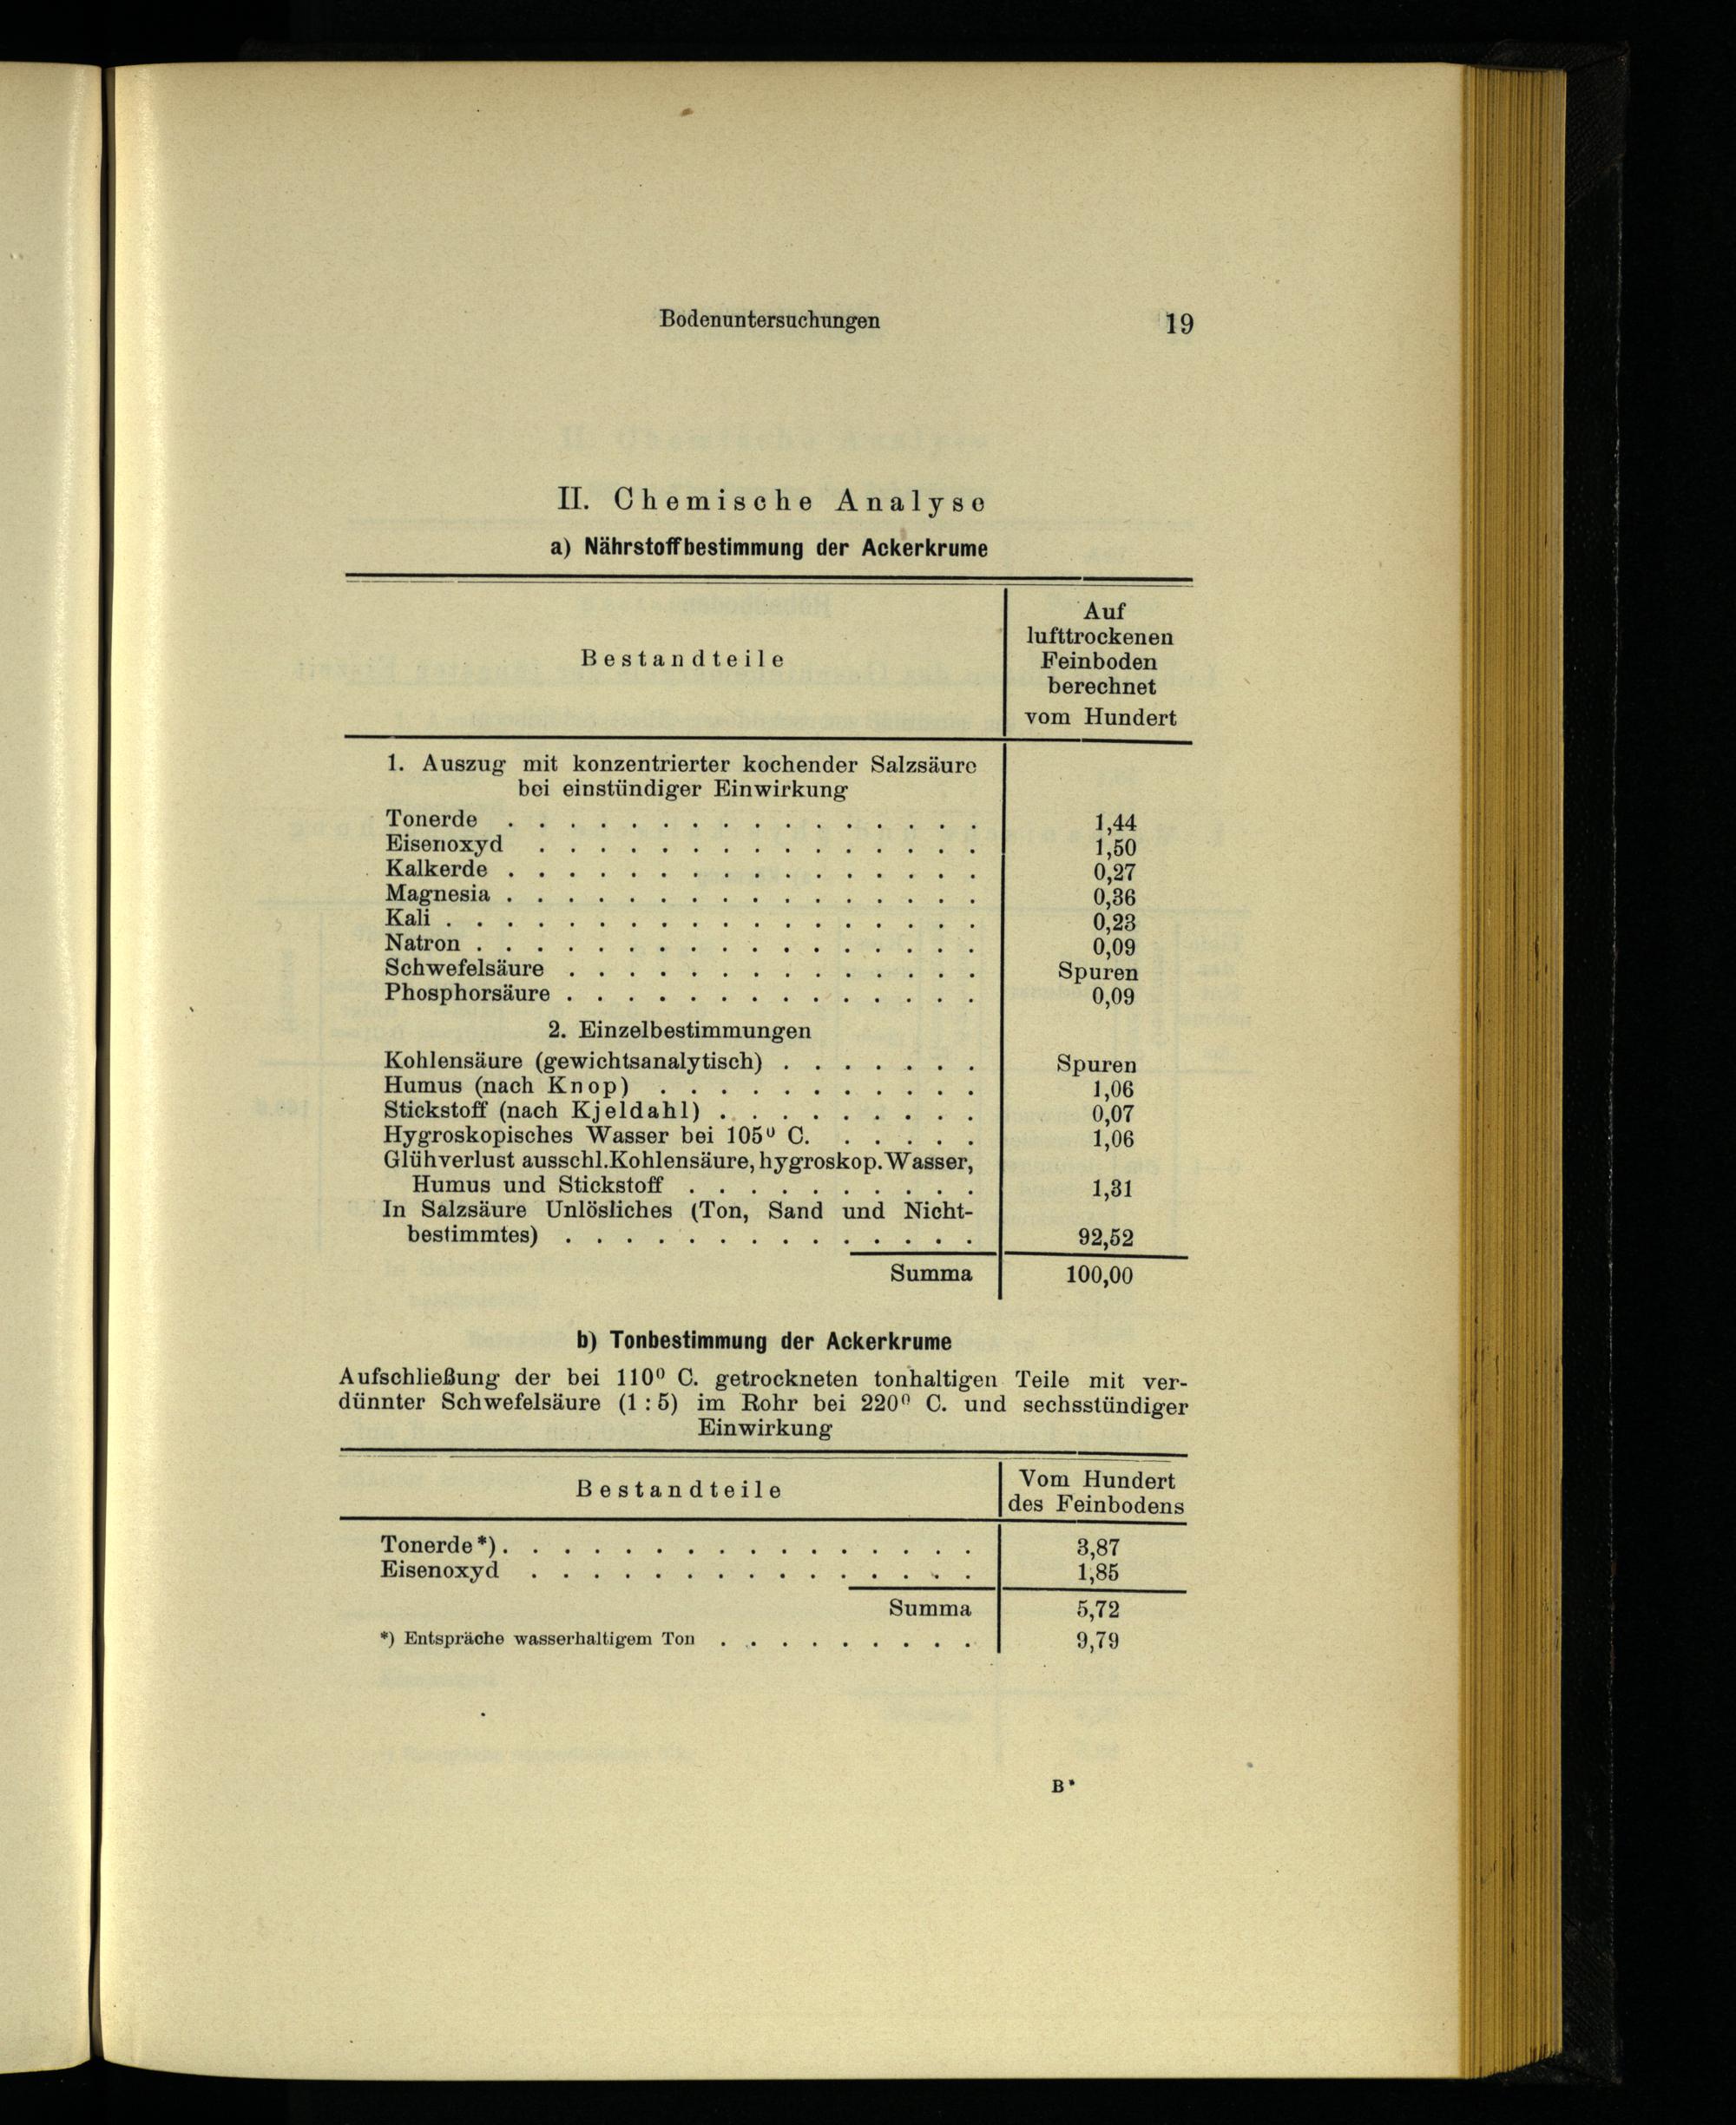 Bodenuntersuchungen 19
II. Chemische Analyse
a) Nährstoffbestimmung der Ackerkrume
Bestandteile
Auf
lufttrockenen
Feinboden
berechnet
vom Hundert
1. Auszug mit konzentrierter kochender Salzsäure
bei einstündiger Einwirkung
Tonerde . . . . . . . . . . . . . . . . 1,44
Eisenoxyd . . . . . . . . . . . . . . . 1,50
Kalkerde . . . . . . . . . . . . . . . . 0,27
Magnesia . . . . . . . . . . . . . . . . 0,36
Kali . . . . . . . . . . . . . . . . . . 0,23
Natron . . . . . . . . . . . . . . . . . 0,09
Schwefelsäure . . . . . . . . . . . . . . Spuren
Phosphorsäure . . . . . . . . . . . . . . 0,09
2. Einzelbestimmungen
Kohlensäure (gewichtsanalytisch) . . . . . . . Spuren
Humus (nach Knop) . . . . . . . . . . . 1,06
Stickstoff (nach Kjeldahl) . . . . . . . . . 0,07
Hygroskopisches Wasser bei 105⁰ C. . . . . . 1,06
Glühverlust ausschl. Kohlensäure, hygroskop. Wasser,
Humus und Stickstoff . . . . . . . . . . 1,31
In Salzsäure Unlösliches (Ton, Sand und Nicht-
bestimmtes) . . . . . . . . . . . . . . 92,52
Summa 100,00
b) Tonbestimmung der Ackerkrume
Aufschließung der bei 110⁰ C. getrockneten tonhaltigen Teile mit ver-
dünnter Schwefelsäure (1 : 5) im Rohr bei 220⁰ C. und sechsstündiger
Einwirkung
Bestandteile
Vom Hundert
des Feinbodens
Tonerde *) . . . . . . . . . . . . . . . . 3,87
Eisenoxyd . . . . . . . . . . . . . . . 1,85
Summa 5,72
*) Entspräche wasserhaltigem Ton . . . . . . . . . 9,79
B*